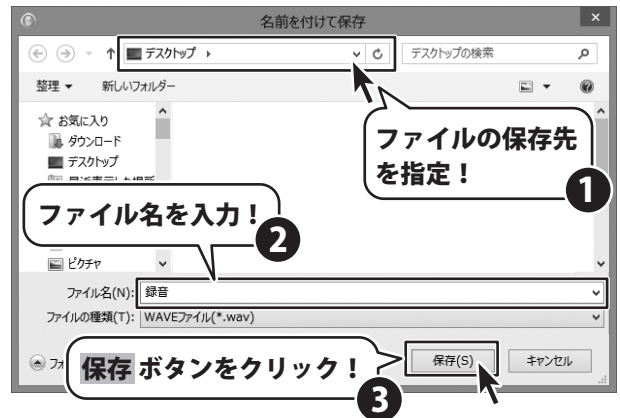 名前を付けて保存
デスクトップ
デスクトップの検索
整理
新しいフォルダー
お気に入り
ダウンロード
デスクトップ
ファイルの保存先
を指定！
1
ファイル名を入力！
2
ピクチャ
ファイル名(N): 録音
ファイルの種類(T): WAVEファイル(*.wav)
保存 ボタンをクリック！
3
保存(S)
キャンセル